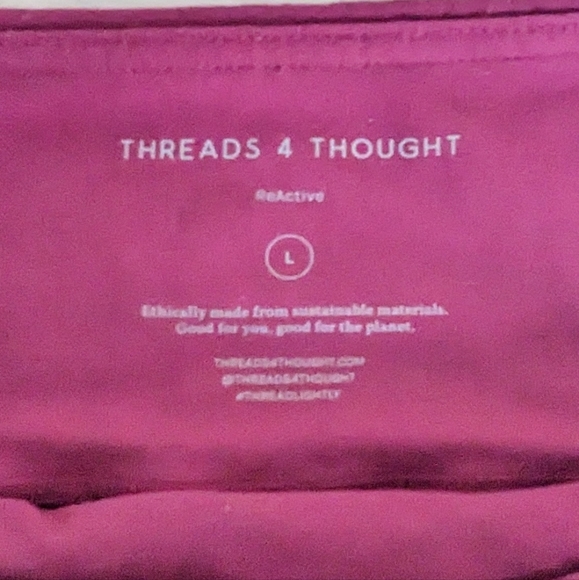 THREADS 4 THOUGHT
ReActive
L
Ethically made from sustainable materials.
Good for you, good for the planet.
THREADS4THOUGHT.COM
@THREADS4THOUGHT
#THREADLIGHTLY